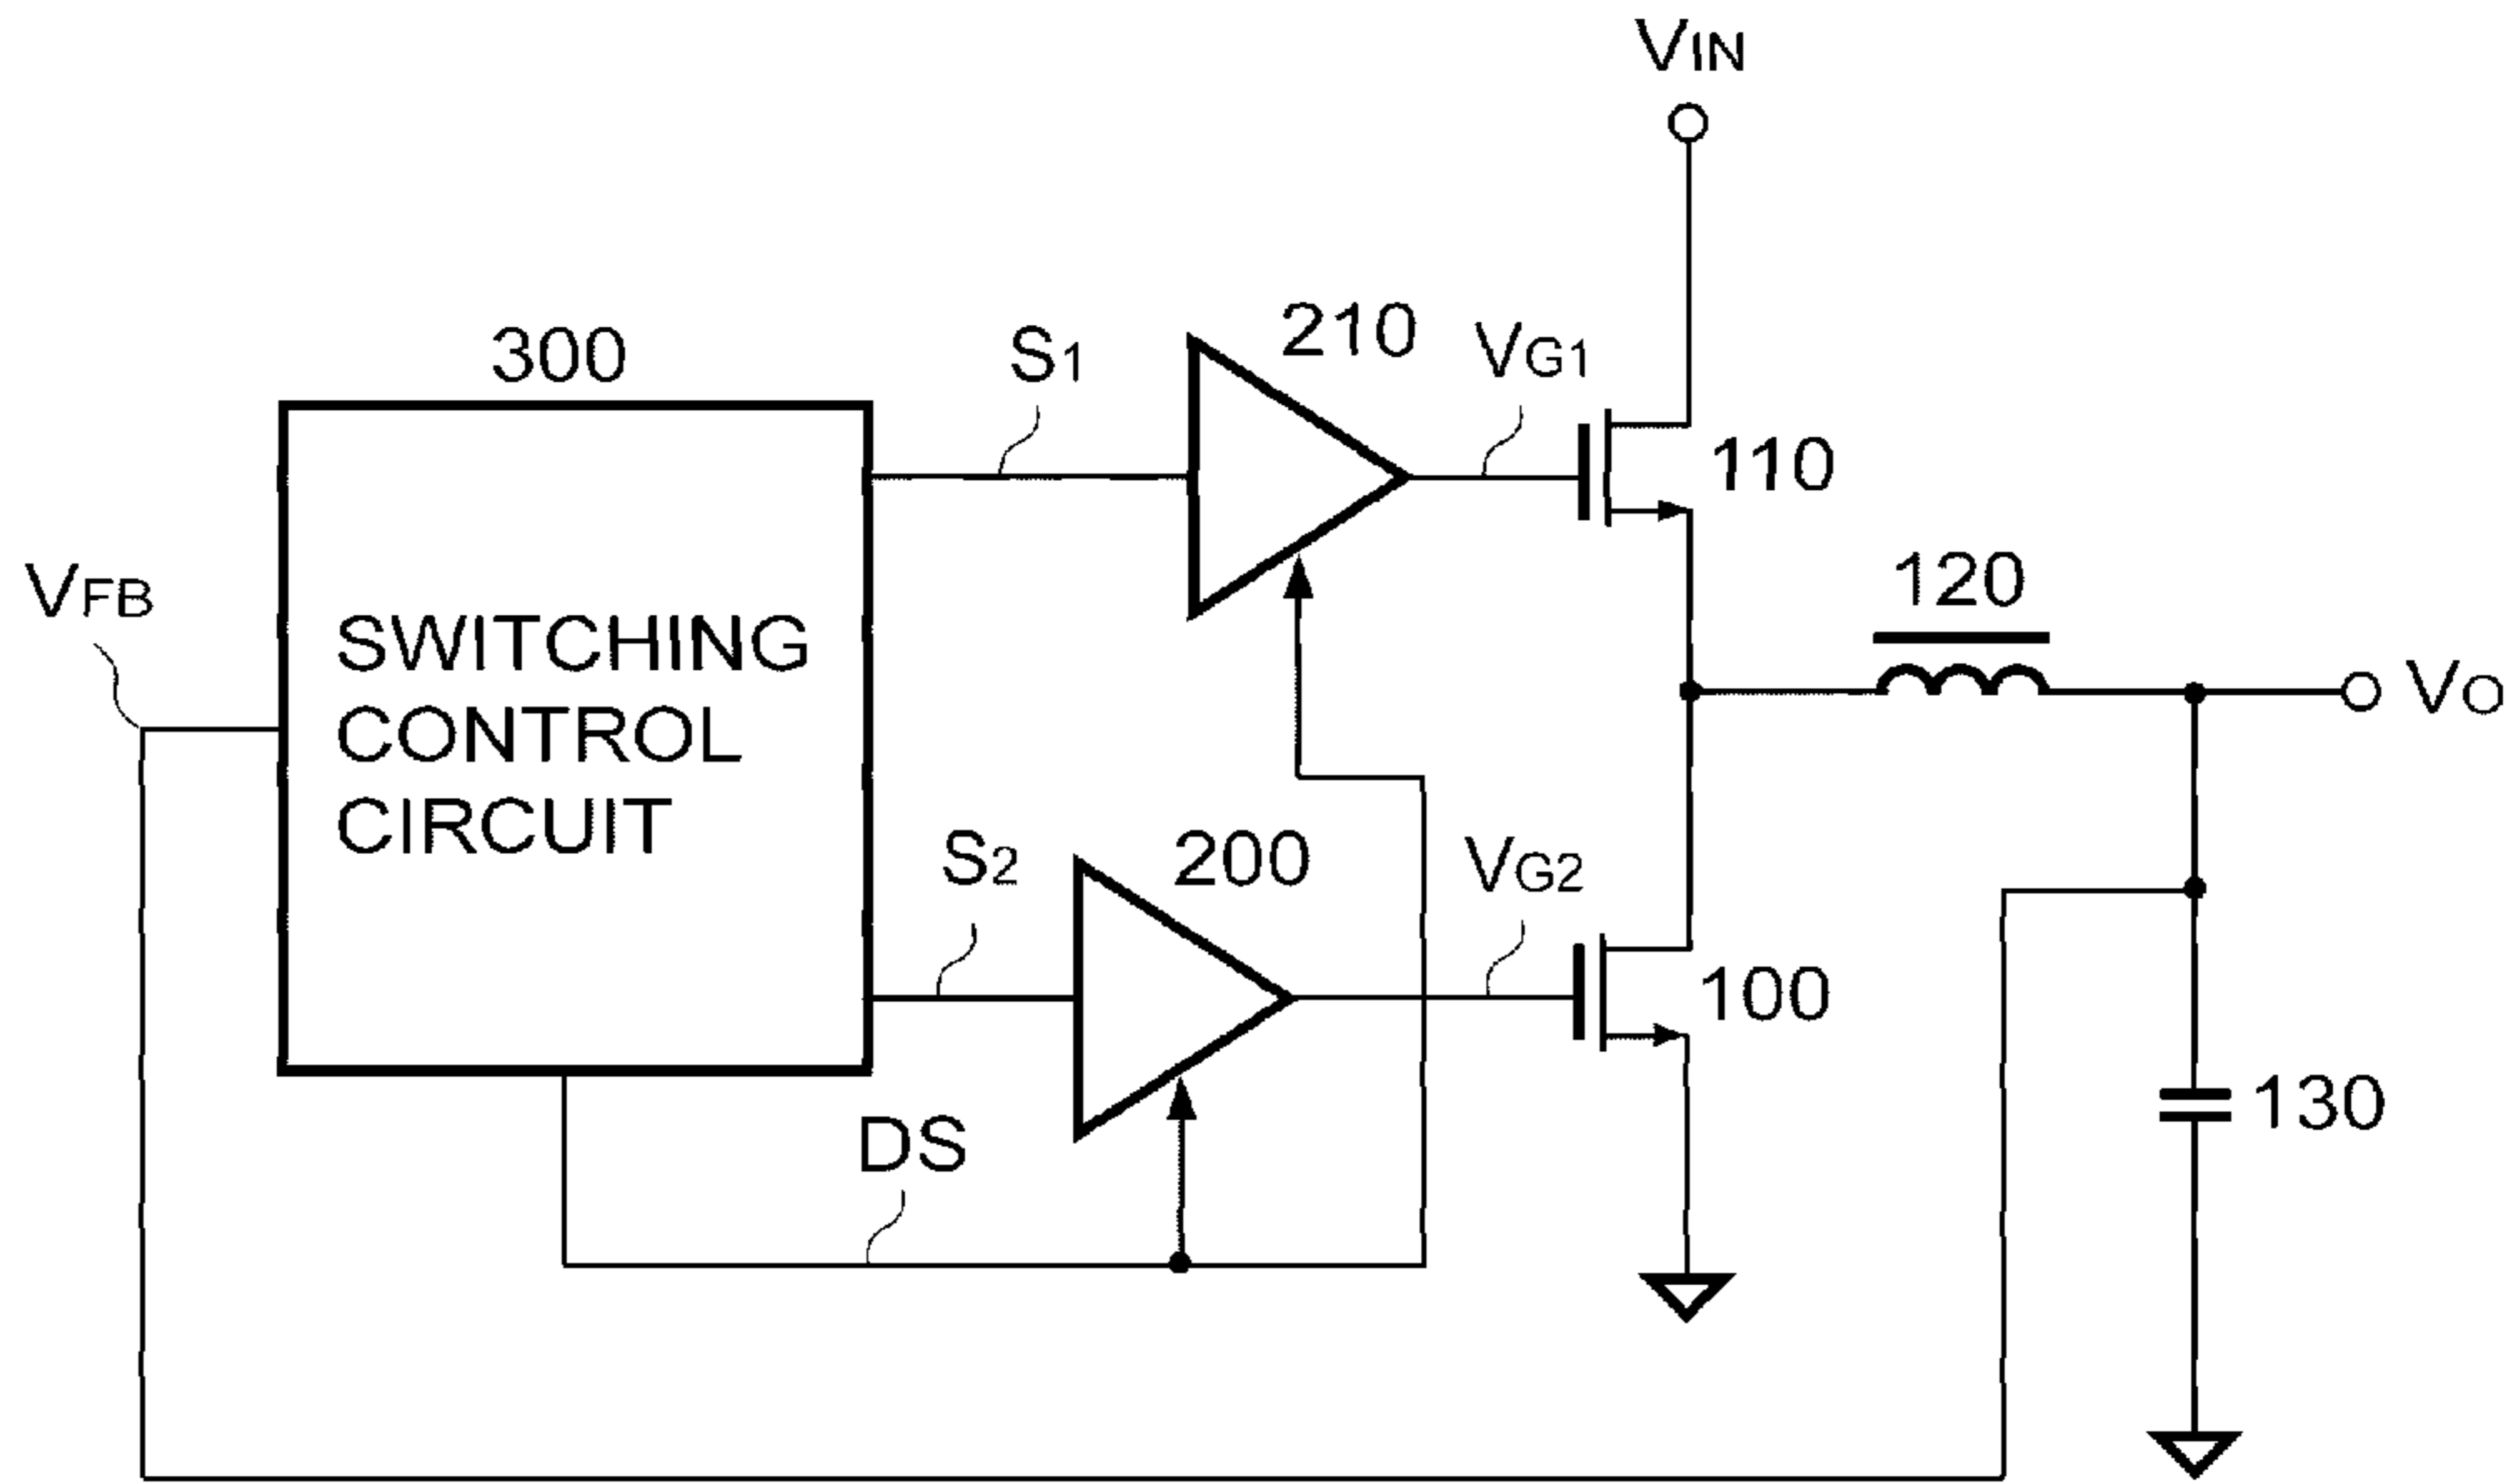 VIN
300
S1
210
VG1
110
VFB
120
SWITCHING
CONTROL
CIRCUIT
VO
S2
200
VG2
100
DS
130